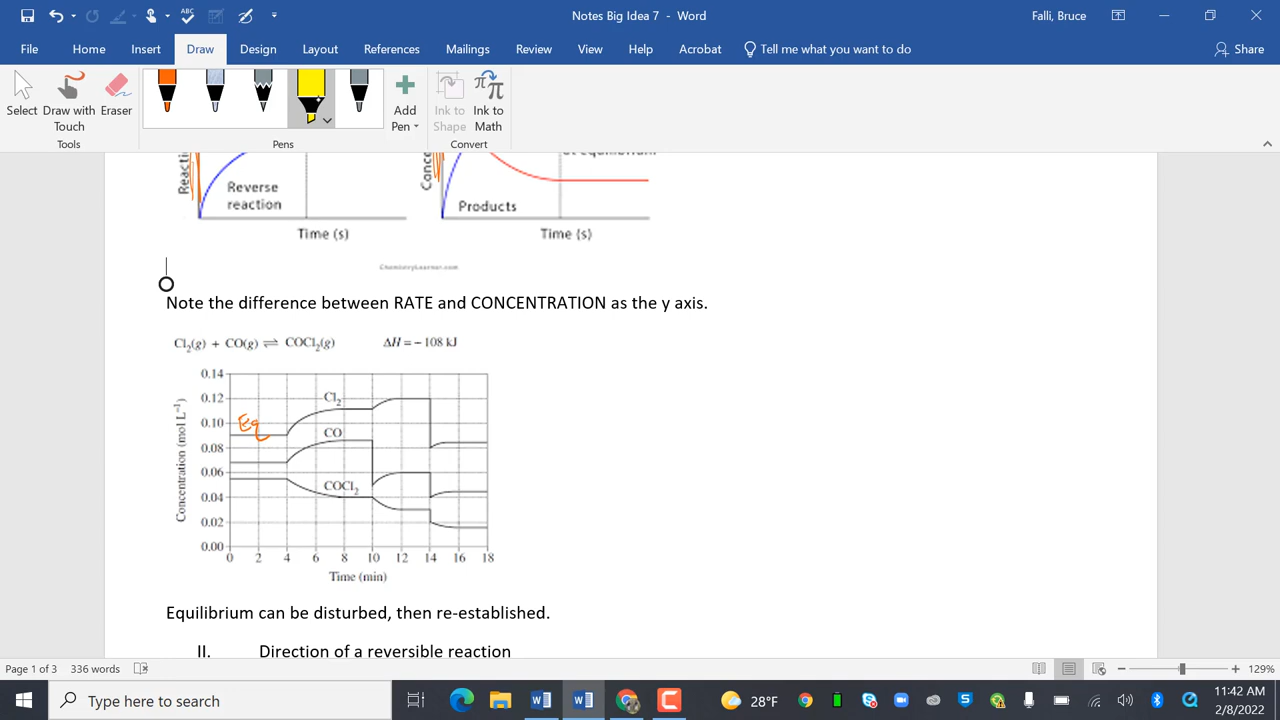 Notes Big Idea 7 - Word
Falli, Bruce
File Home Insert Draw Design Layout References Mailings Review View Help Acrobat Tell me what you want to do Share
Select Draw with Touch Eraser Add Pen Ink to Shape Ink to Math
Tools Pens Convert
at equilibrium
Reverse
reaction
Products
Time (s) Time (s)
ChemistryLearner.com
Note the difference between RATE and CONCENTRATION as the y axis.
Cl₂(g) + CO(g) ⇌ COCl₂(g) ΔH = − 108 kJ
Concentration (mol L⁻¹)
0.14
0.12
0.10
0.08
0.06
0.04
0.02
0.00
Cl₂
Eq
CO
COCl₂
0 2 4 6 8 10 12 14 16 18
Time (min)
Equilibrium can be disturbed, then re-established.
II. Direction of a reversible reaction
Page 1 of 3 336 words 129%
Type here to search
28°F
11:42 AM
2/8/2022